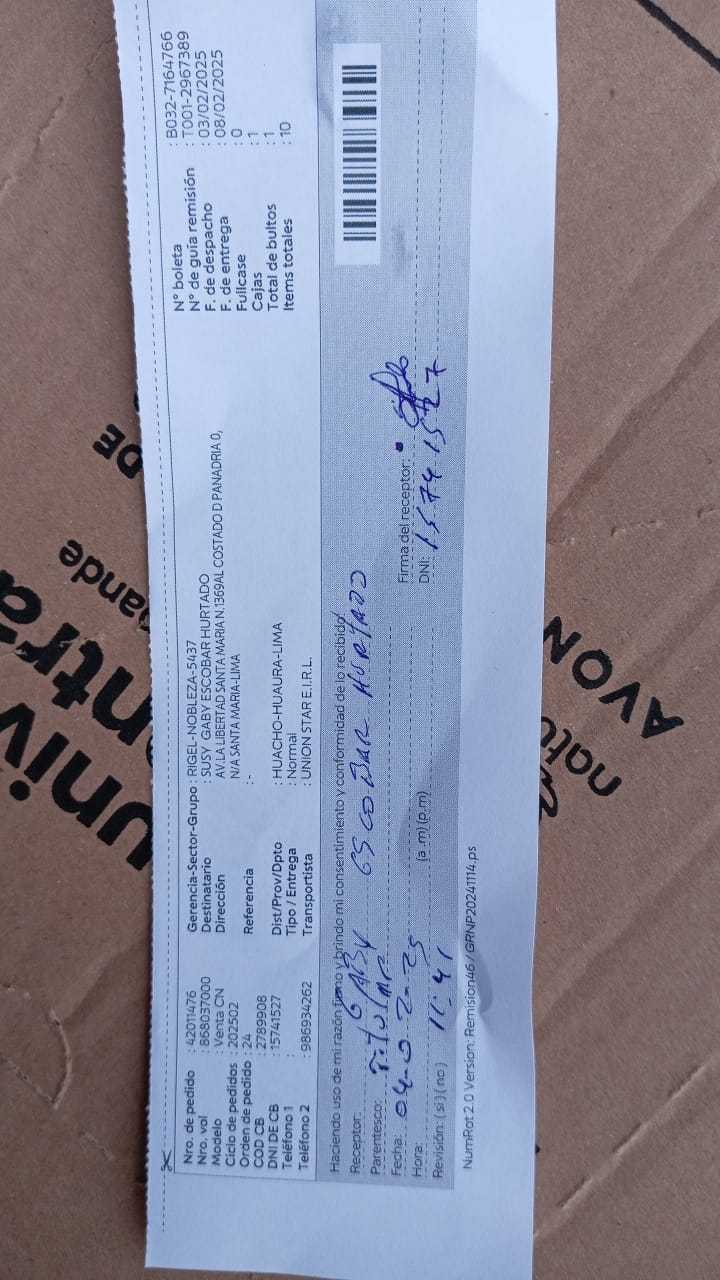 Nro. de pedido : 42011476
Nro. vol : 868037000
Modelo : Venta CN
Ciclo de pedidos : 202502
Orden de pedido : 24
COD CB : 2789908
DNI DE CB : 15741527
Teléfono 1 :
Teléfono 2 : 986934262
Gerencia-Sector-Grupo : RIGEL-NOBLEZA-5437
Destinatario : SUSY GABY ESCOBAR HURTADO
Dirección : AV.LA LIBERTAD SANTA MARIA N.1369AL COSTADO D PANADRIA 0,
N/A SANTA MARIA-LIMA
Referencia : -
Dist/Prov/Dpto : HUACHO-HUAURA-LIMA
Tipo / Entrega : Normal
Transportista : UNION STAR E.I.R.L.
N° boleta : B032-7164766
N° de guía remisión : T001-2967389
F. de despacho : 03/02/2025
F. de entrega : 08/02/2025
Fullcase : 0
Cajas : 1
Total de bultos : 1
Items totales : 10
Haciendo uso de mi razón firmo y brindo mi consentimiento y conformidad de lo recibido
Receptor: GABY ESCOBAR HURTADO
Parentesco: Titular
Fecha: 04-02-25
Hora: (a.m)(p.m)
Revisión: (si)(no)
Firma del receptor:
DNI: 15741527
NumRot 2.0 Version: Remision46 / GRNP20241114.ps
DE
ande
univ
ntra
natu
AVON